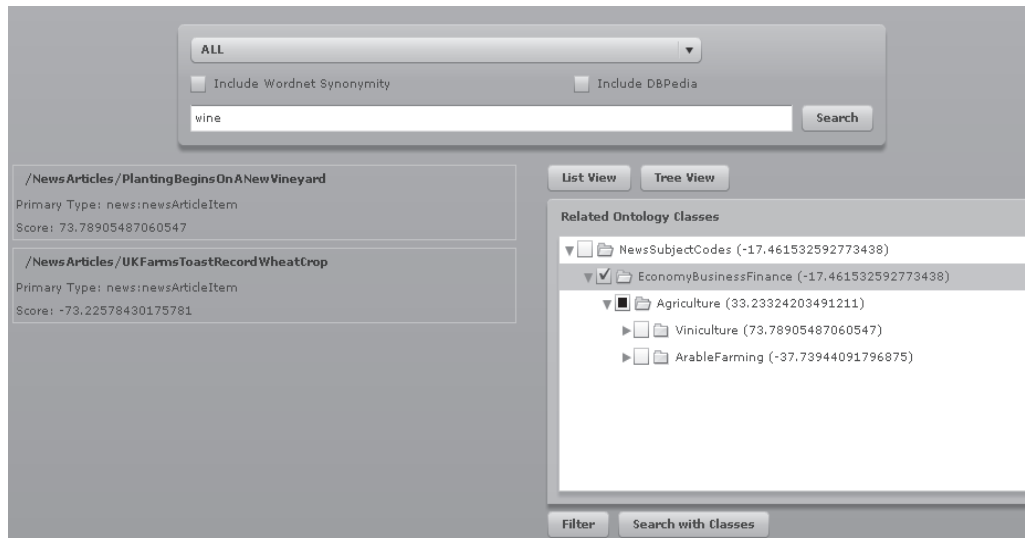 ALL
Include Wordnet Synonymity
Include DBPedia
wine
Search
/NewsArticles/PlantingBeginsOnANewVineyard
Primary Type: news:newsArticleItem
Score: 73.78905487060547
/NewsArticles/UKFarmsToastRecordWheatCrop
Primary Type: news:newsArticleItem
Score: -73.22578430175781
List View
Tree View
Related Ontology Classes
NewsSubjectCodes (-17.461532592773438)
EconomyBusinessFinance (-17.461532592773438)
Agriculture (33.23324203491211)
Viniculture (73.78905487060547)
ArableFarming (-37.73944091796875)
Filter
Search with Classes